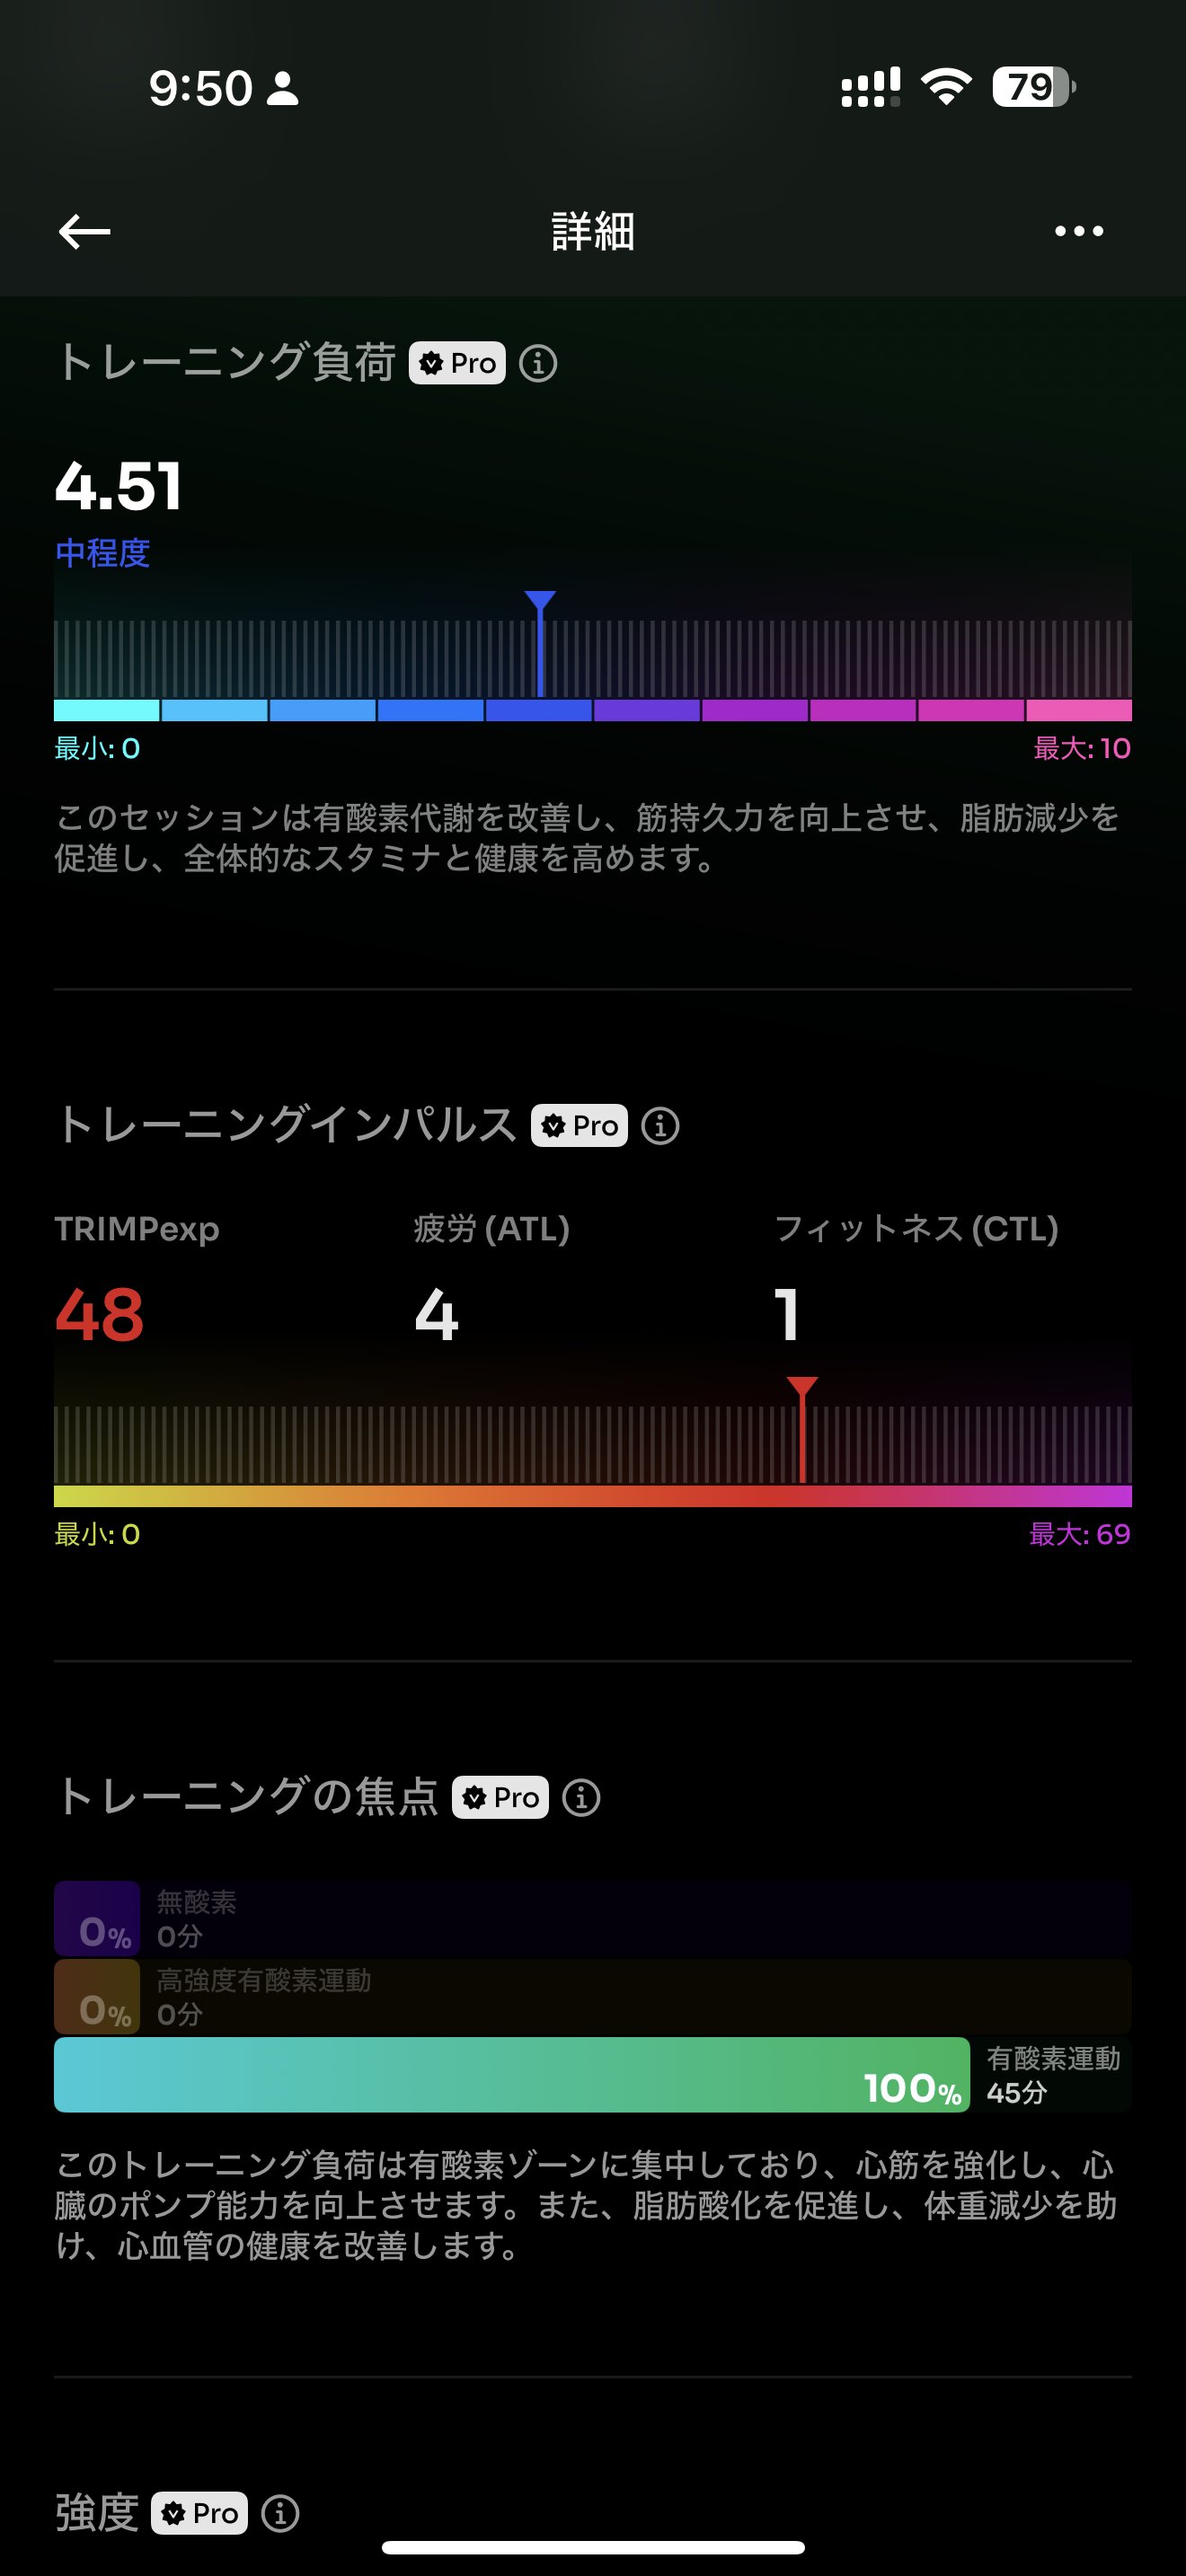 9:50
79
詳細
トレーニング負荷 Pro
4.51
中程度
最小: 0
最大: 10
このセッションは有酸素代謝を改善し、筋持久力を向上させ、脂肪減少を
促進し、全体的なスタミナと健康を高めます。
トレーニングインパルス Pro
TRIMPexp
疲労 (ATL)
フィットネス (CTL)
48
4
1
最小: 0
最大: 69
トレーニングの焦点 Pro
0%
無酸素
0分
0%
高強度有酸素運動
0分
100%
有酸素運動
45分
このトレーニング負荷は有酸素ゾーンに集中しており、心筋を強化し、心
臓のポンプ能力を向上させます。また、脂肪酸化を促進し、体重減少を助
け、心血管の健康を改善します。
強度 Pro